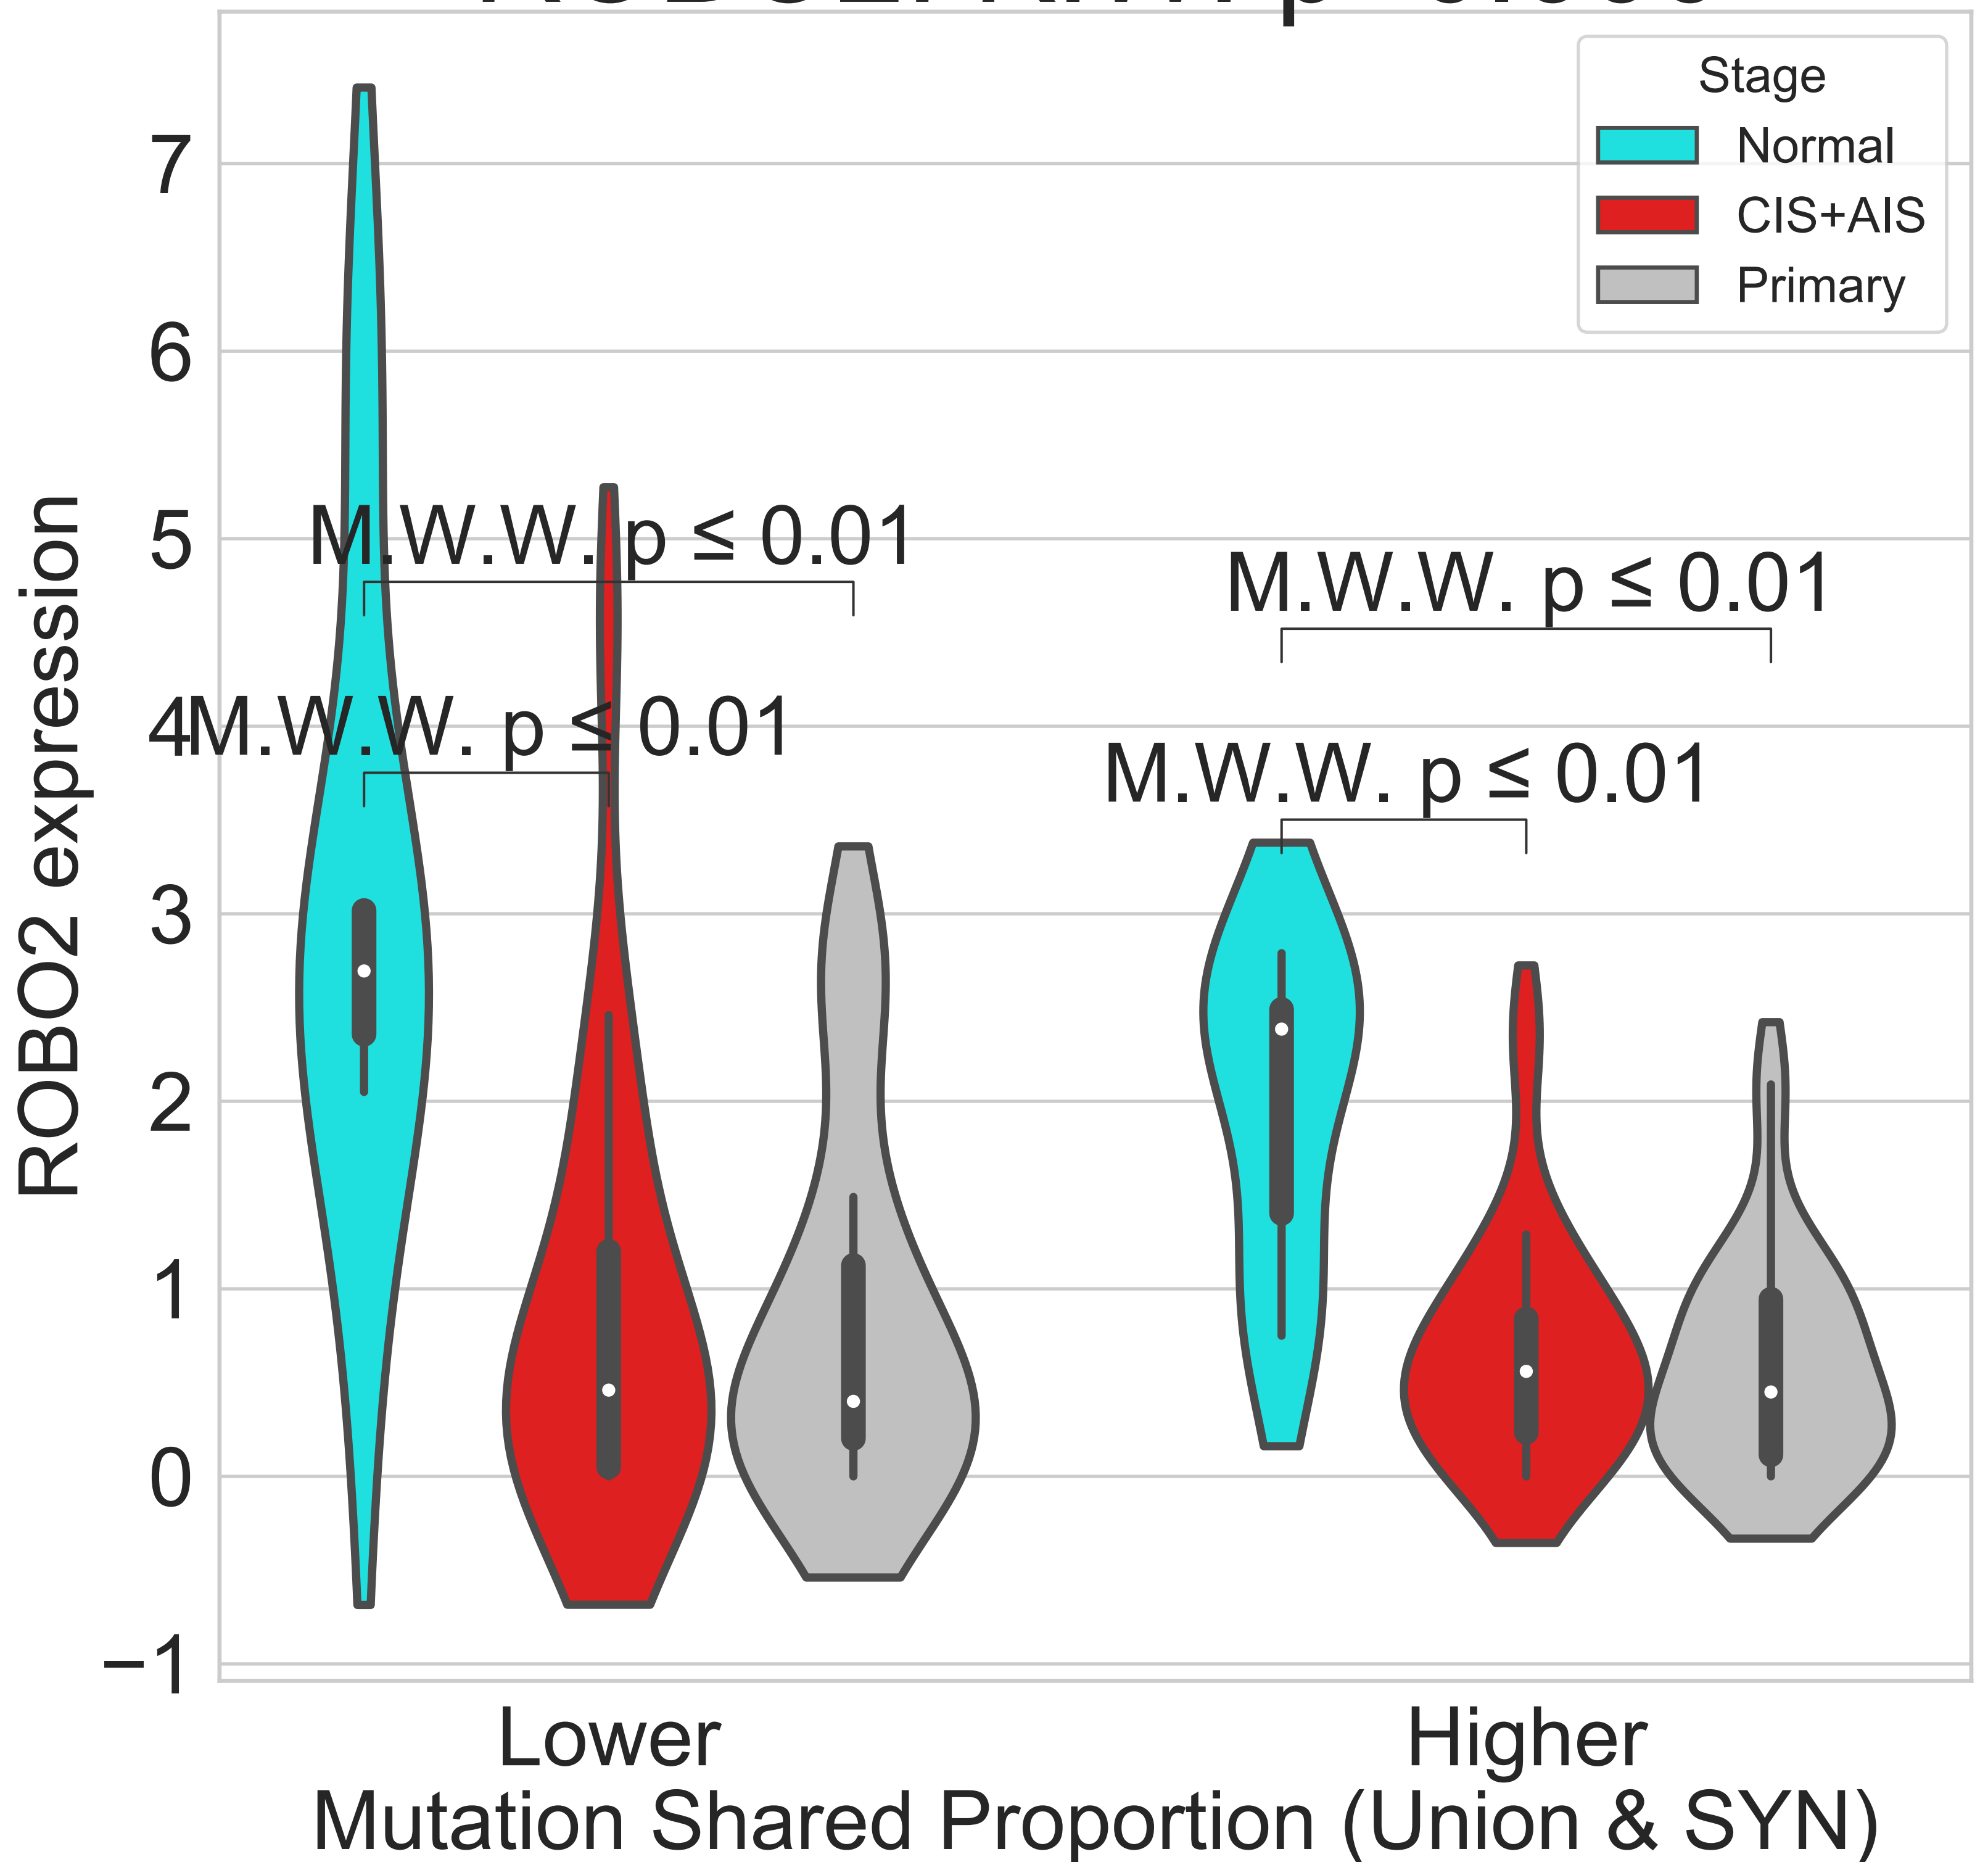 Stage
Normal
CIS+AIS
Primary
ROBO2 expression
7
6
5
4
3
2
1
0
−1
M.W.W. p ≤ 0.01
M.W.W. p ≤ 0.01
M.W.W. p ≤ 0.01
M.W.W. p ≤ 0.01
Lower
Higher
Mutation Shared Proportion (Union & SYN)